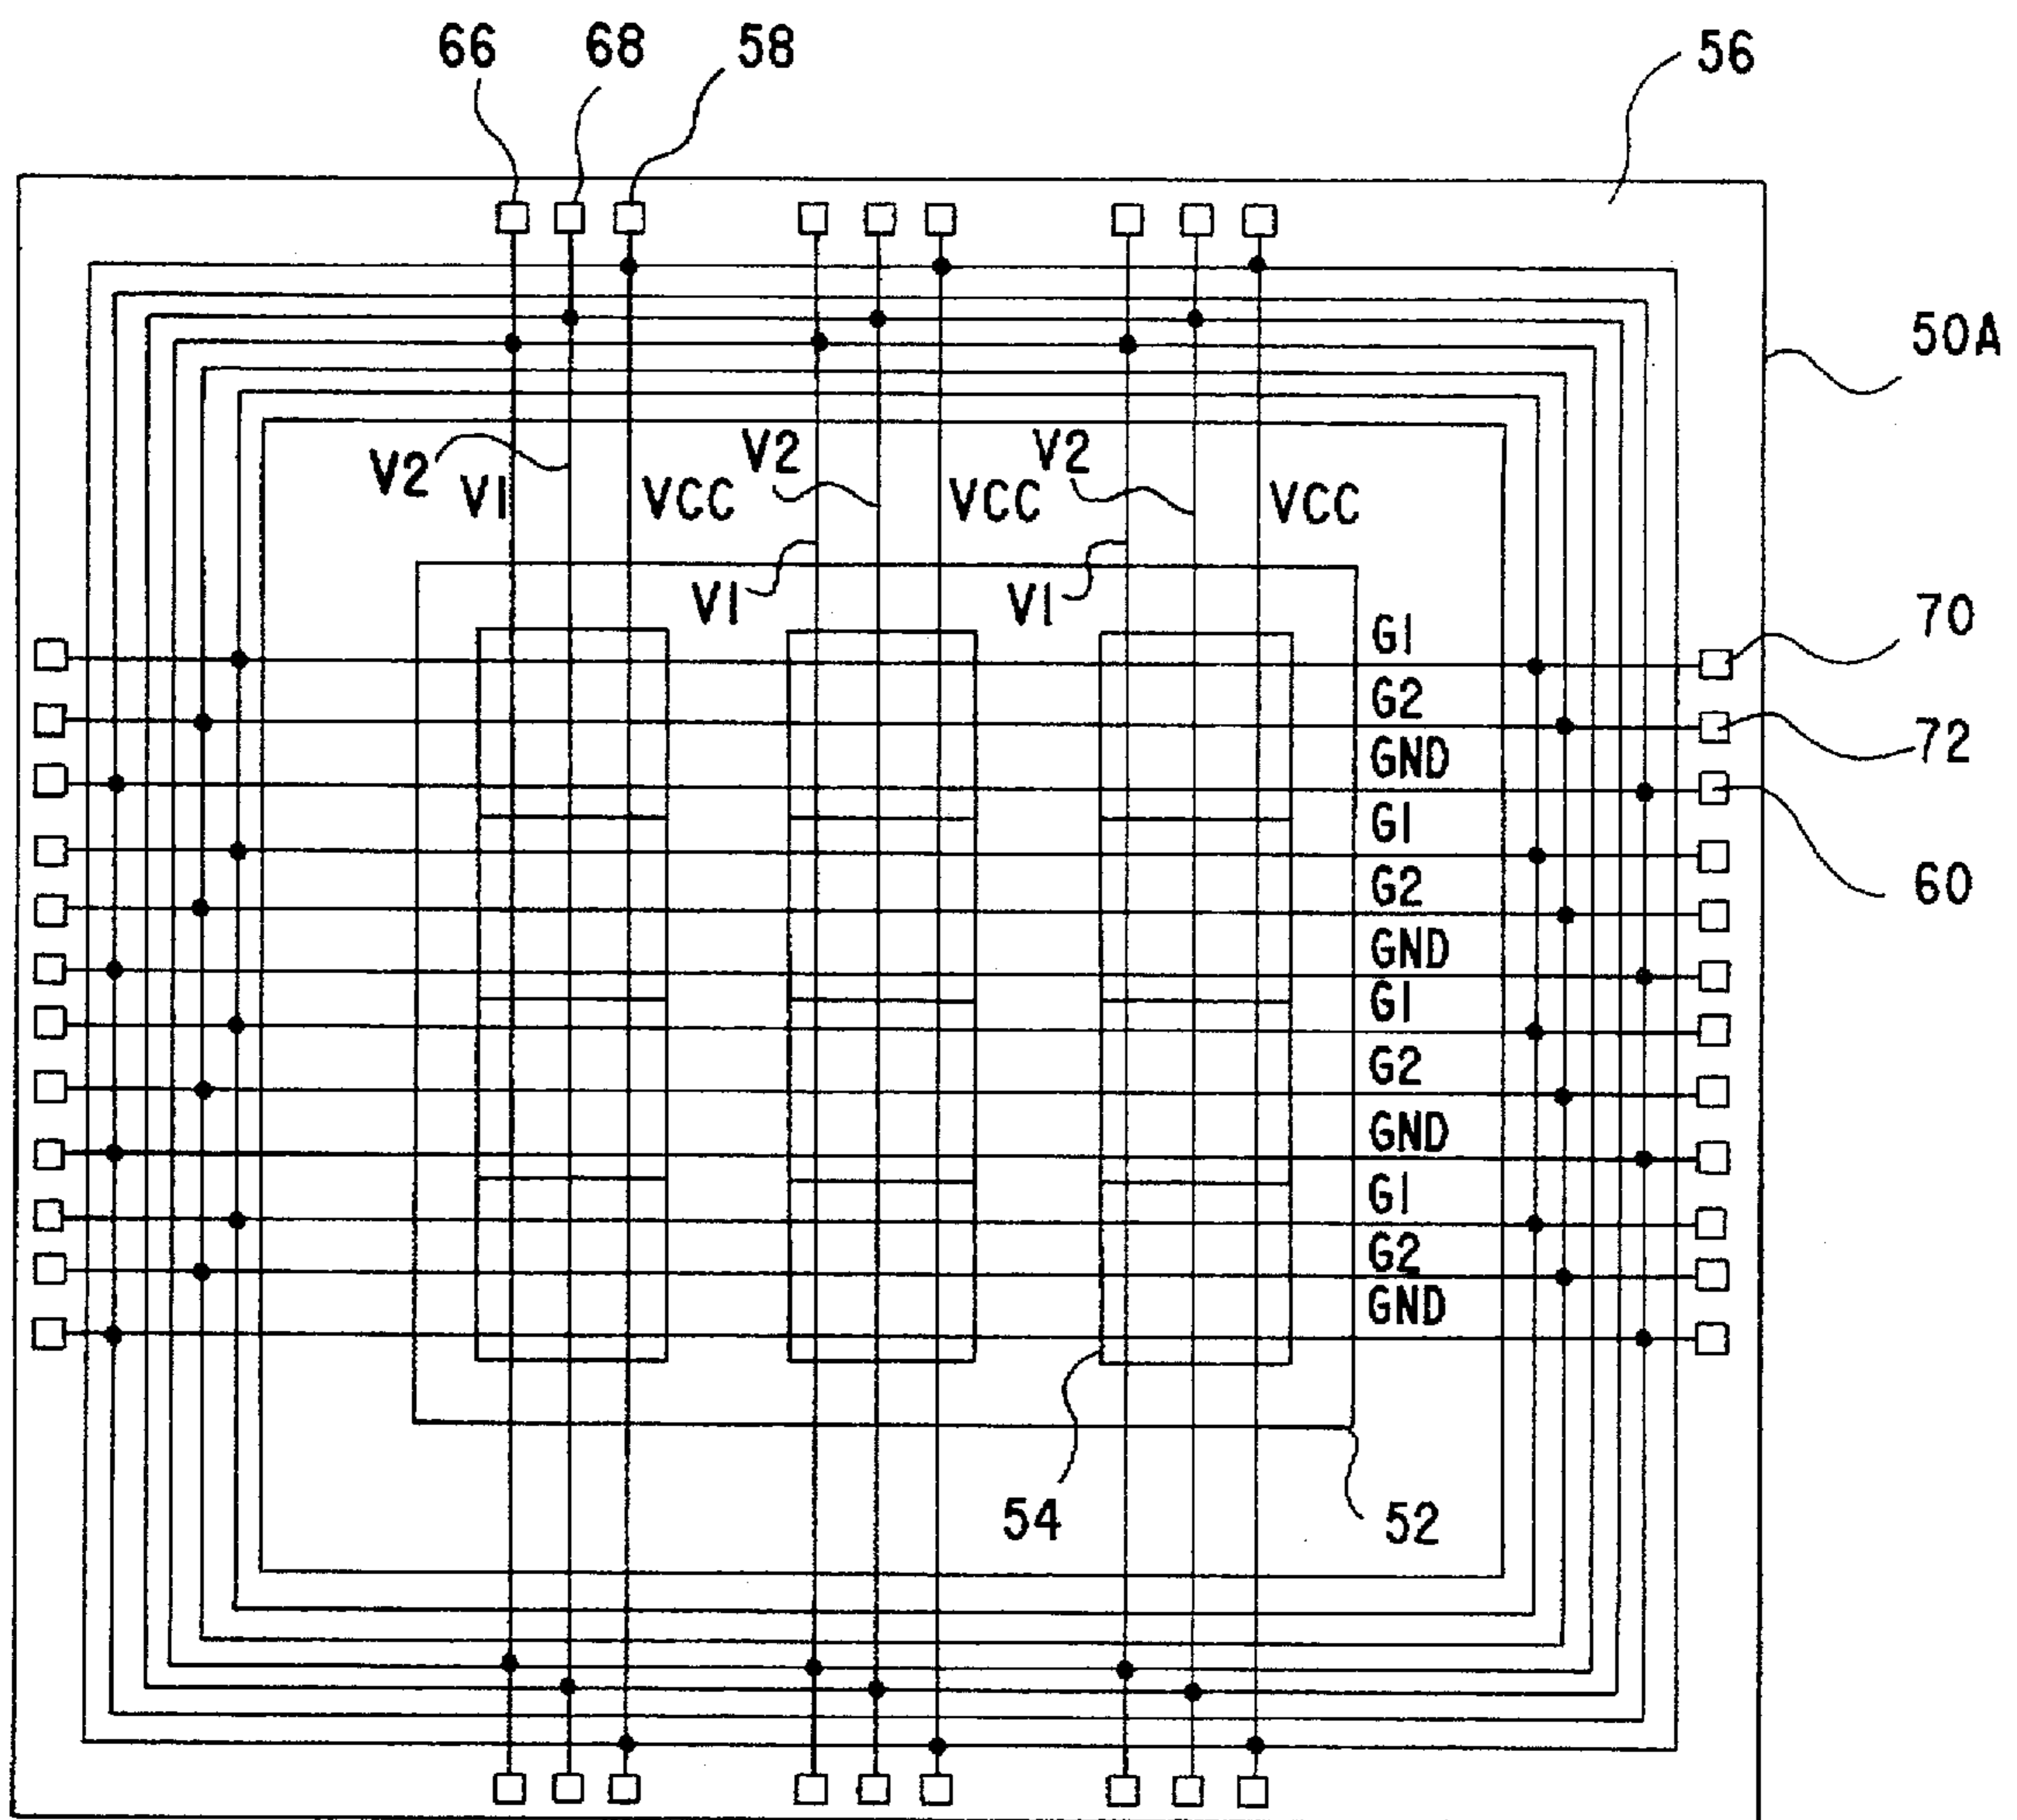 66 68 58 56
50A
V2 V2 V2
V1 VCC VCC VCC
V1 V1
G1 70
G2
GND 72
G1
G2 60
GND
G1
G2
GND
G1
G2
GND
54 52